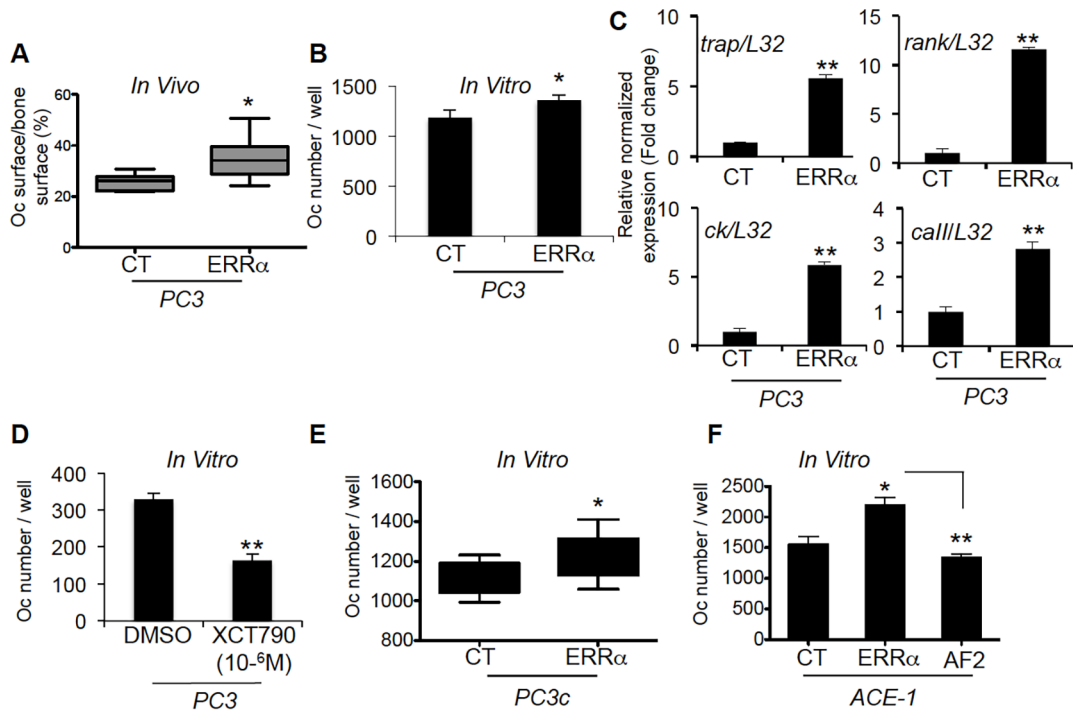 A
In Vivo
Oc surface/bone
surface (%)
60
40
20
0
*
CT
ERRα
PC3
B
In Vitro
Oc number / well
1500
1000
500
0
*
CT
ERRα
PC3
C
Relative normalized
expression (Fold change)
trap/L32
10
5
0
**
CT
ERRα
rank/L32
15
10
5
0
**
CT
ERRα
ck/L32
10
5
0
**
CT
ERRα
PC3
caII/L32
4
3
2
1
0
**
CT
ERRα
PC3
D
In Vitro
Oc number / well
400
300
200
100
0
**
DMSO
XCT790
(10-⁶M)
PC3
E
In Vitro
Oc number / well
1600
1400
1200
1000
800
*
CT
ERRα
PC3c
F
In Vitro
Oc number / well
2500
2000
1500
1000
500
0
*
**
CT
ERRα
AF2
ACE-1